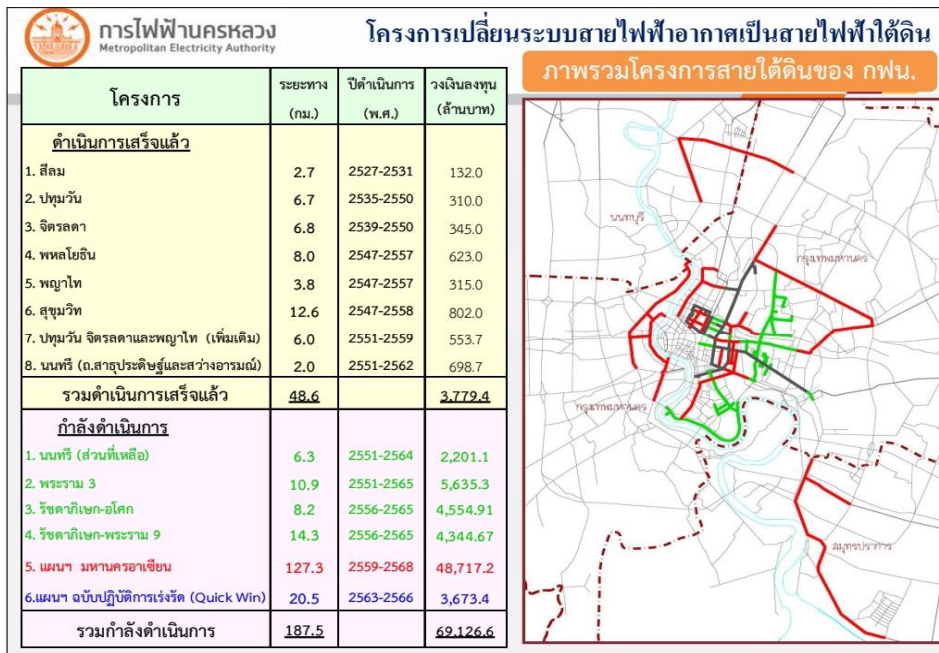 การไฟฟ้านครหลวง
Metropolitan Electricity Authority
โครงการเปลี่ยนระบบสายไฟฟ้าอากาศเป็นสายไฟฟ้าใต้ดิน
ภาพรวมโครงการสายใต้ดินของ กฟน.
โครงการ ระยะทาง (กม.) ปีดำเนินการ (พ.ศ.) วงเงินลงทุน (ล้านบาท)
ดำเนินการเสร็จแล้ว
1. สีลม 2.7 2527-2531 132.0
2. ปทุมวัน 6.7 2535-2550 310.0
3. จิตรลดา 6.8 2539-2550 345.0
4. พหลโยธิน 8.0 2547-2557 623.0
5. พญาไท 3.8 2547-2557 315.0
6. สุขุมวิท 12.6 2547-2558 802.0
7. ปทุมวัน จิตรลดาและพญาไท (เพิ่มเติม) 6.0 2551-2559 553.7
8. นนทรี (ถ.สาธุประดิษฐ์และสว่างอารมณ์) 2.0 2551-2562 698.7
รวมดำเนินการเสร็จแล้ว 48.6 3,779.4
กำลังดำเนินการ
1. นนทรี (ส่วนที่เหลือ) 6.3 2551-2564 2,201.1
2. พระราม 3 10.9 2551-2565 5,635.3
3. รัชดาภิเษก-อโศก 8.2 2556-2565 4,554.91
4. รัชดาภิเษก-พระราม 9 14.3 2556-2565 4,344.67
5. แผนฯ มหานครอาเซียน 127.3 2559-2568 48,717.2
6.แผนฯ ฉบับปฏิบัติการเร่งรัด (Quick Win) 20.5 2563-2566 3,673.4
รวมกำลังดำเนินการ 187.5 69,126.6
นนทบุรี
กรุงเทพมหานคร
กรุงเทพมหานคร
สมุทรปราการ